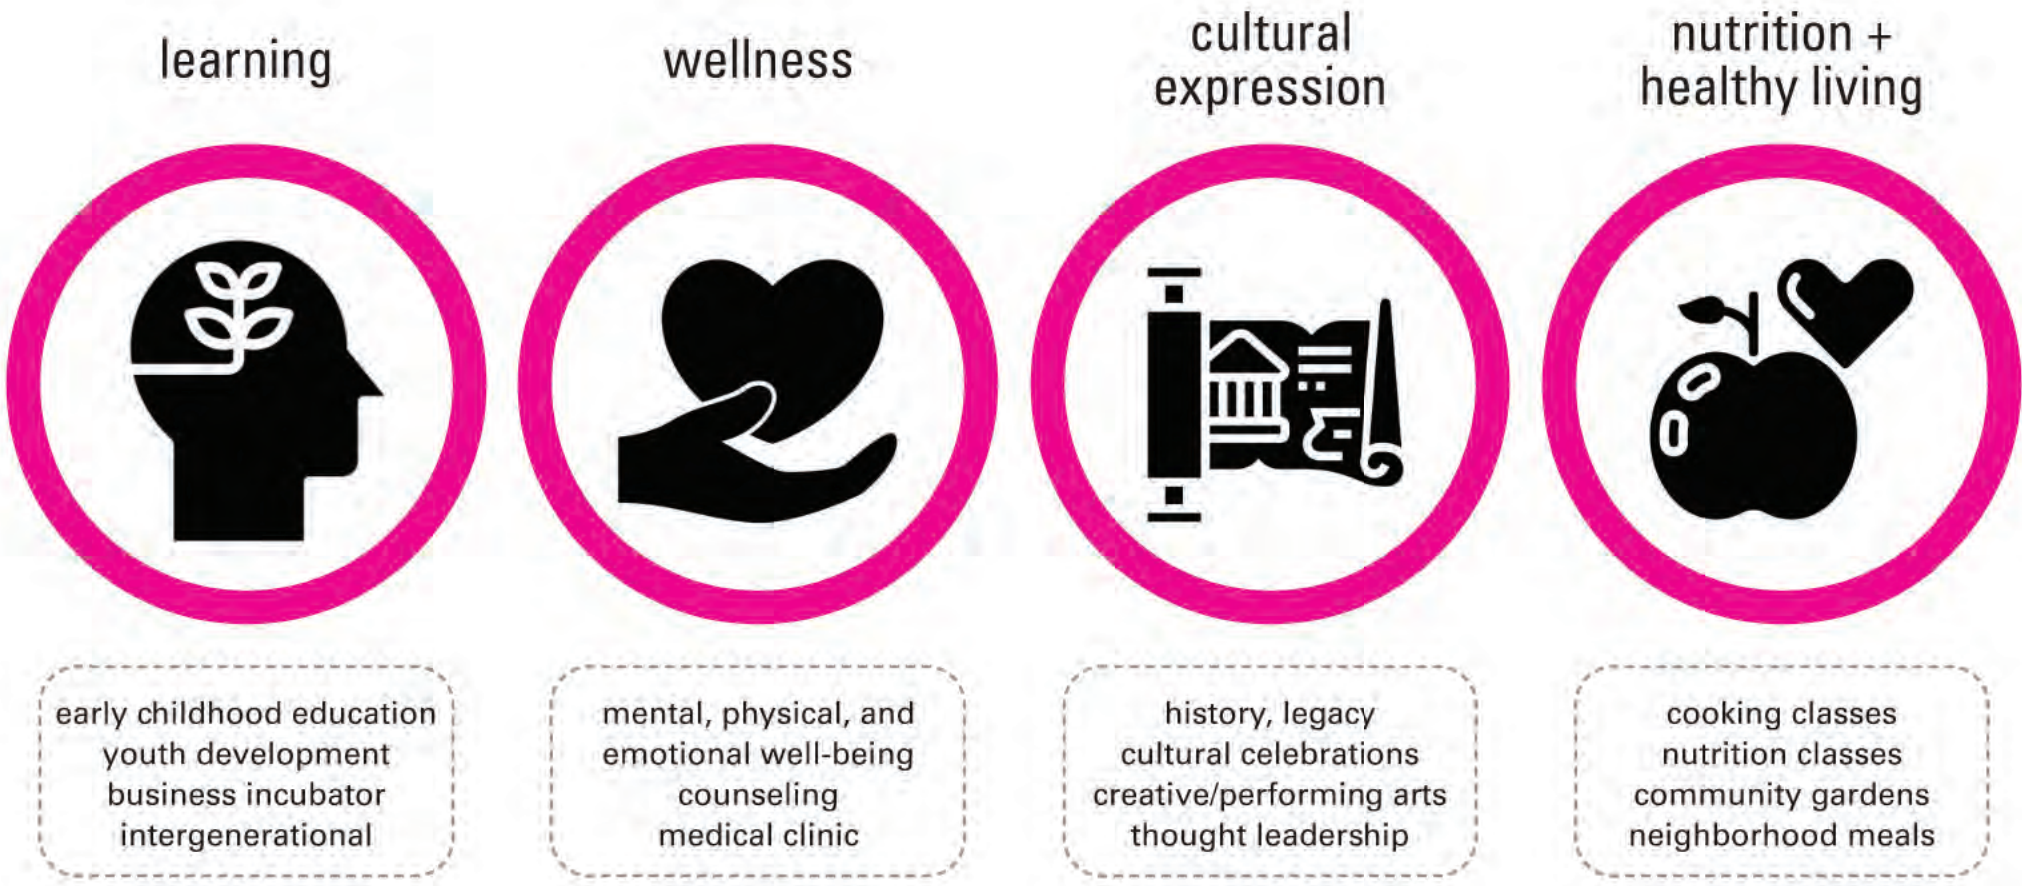 learning
early childhood education
youth development
business incubator
intergenerational
wellness
mental, physical, and
emotional well-being
counseling
medical clinic
cultural
expression
history, legacy
cultural celebrations
creative/performing arts
thought leadership
nutrition +
healthy living
cooking classes
nutrition classes
community gardens
neighborhood meals